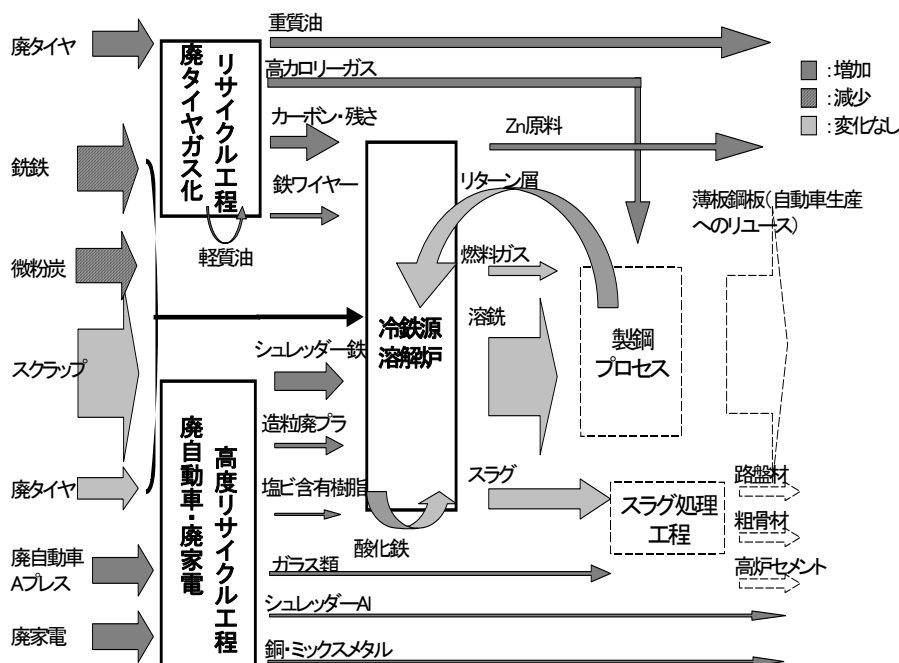 重質油
廃タイヤ
高カロリーガス
廃タイヤガス化
リサイクル工程
:増加
:減少
:変化なし
カーボン・残さ
Zn原料
銑鉄
鉄ワイヤー
リターン屑
薄板鋼板(自動車生産
へのリユース)
軽質油
微粉炭
燃料ガス
溶銑
冷鉄源
溶解炉
製鋼
プロセス
スクラップ
シュレッダー鉄
造粒廃プラ
廃自動車・廃家電
高度リサイクル工程
廃タイヤ
塩ビ含有樹脂
スラグ
スラグ処理
工程
路盤材
粗骨材
酸化鉄
廃自動車
Aプレス
ガラス類
高炉セメント
シュレッダーAl
廃家電
銅・ミックスメタル